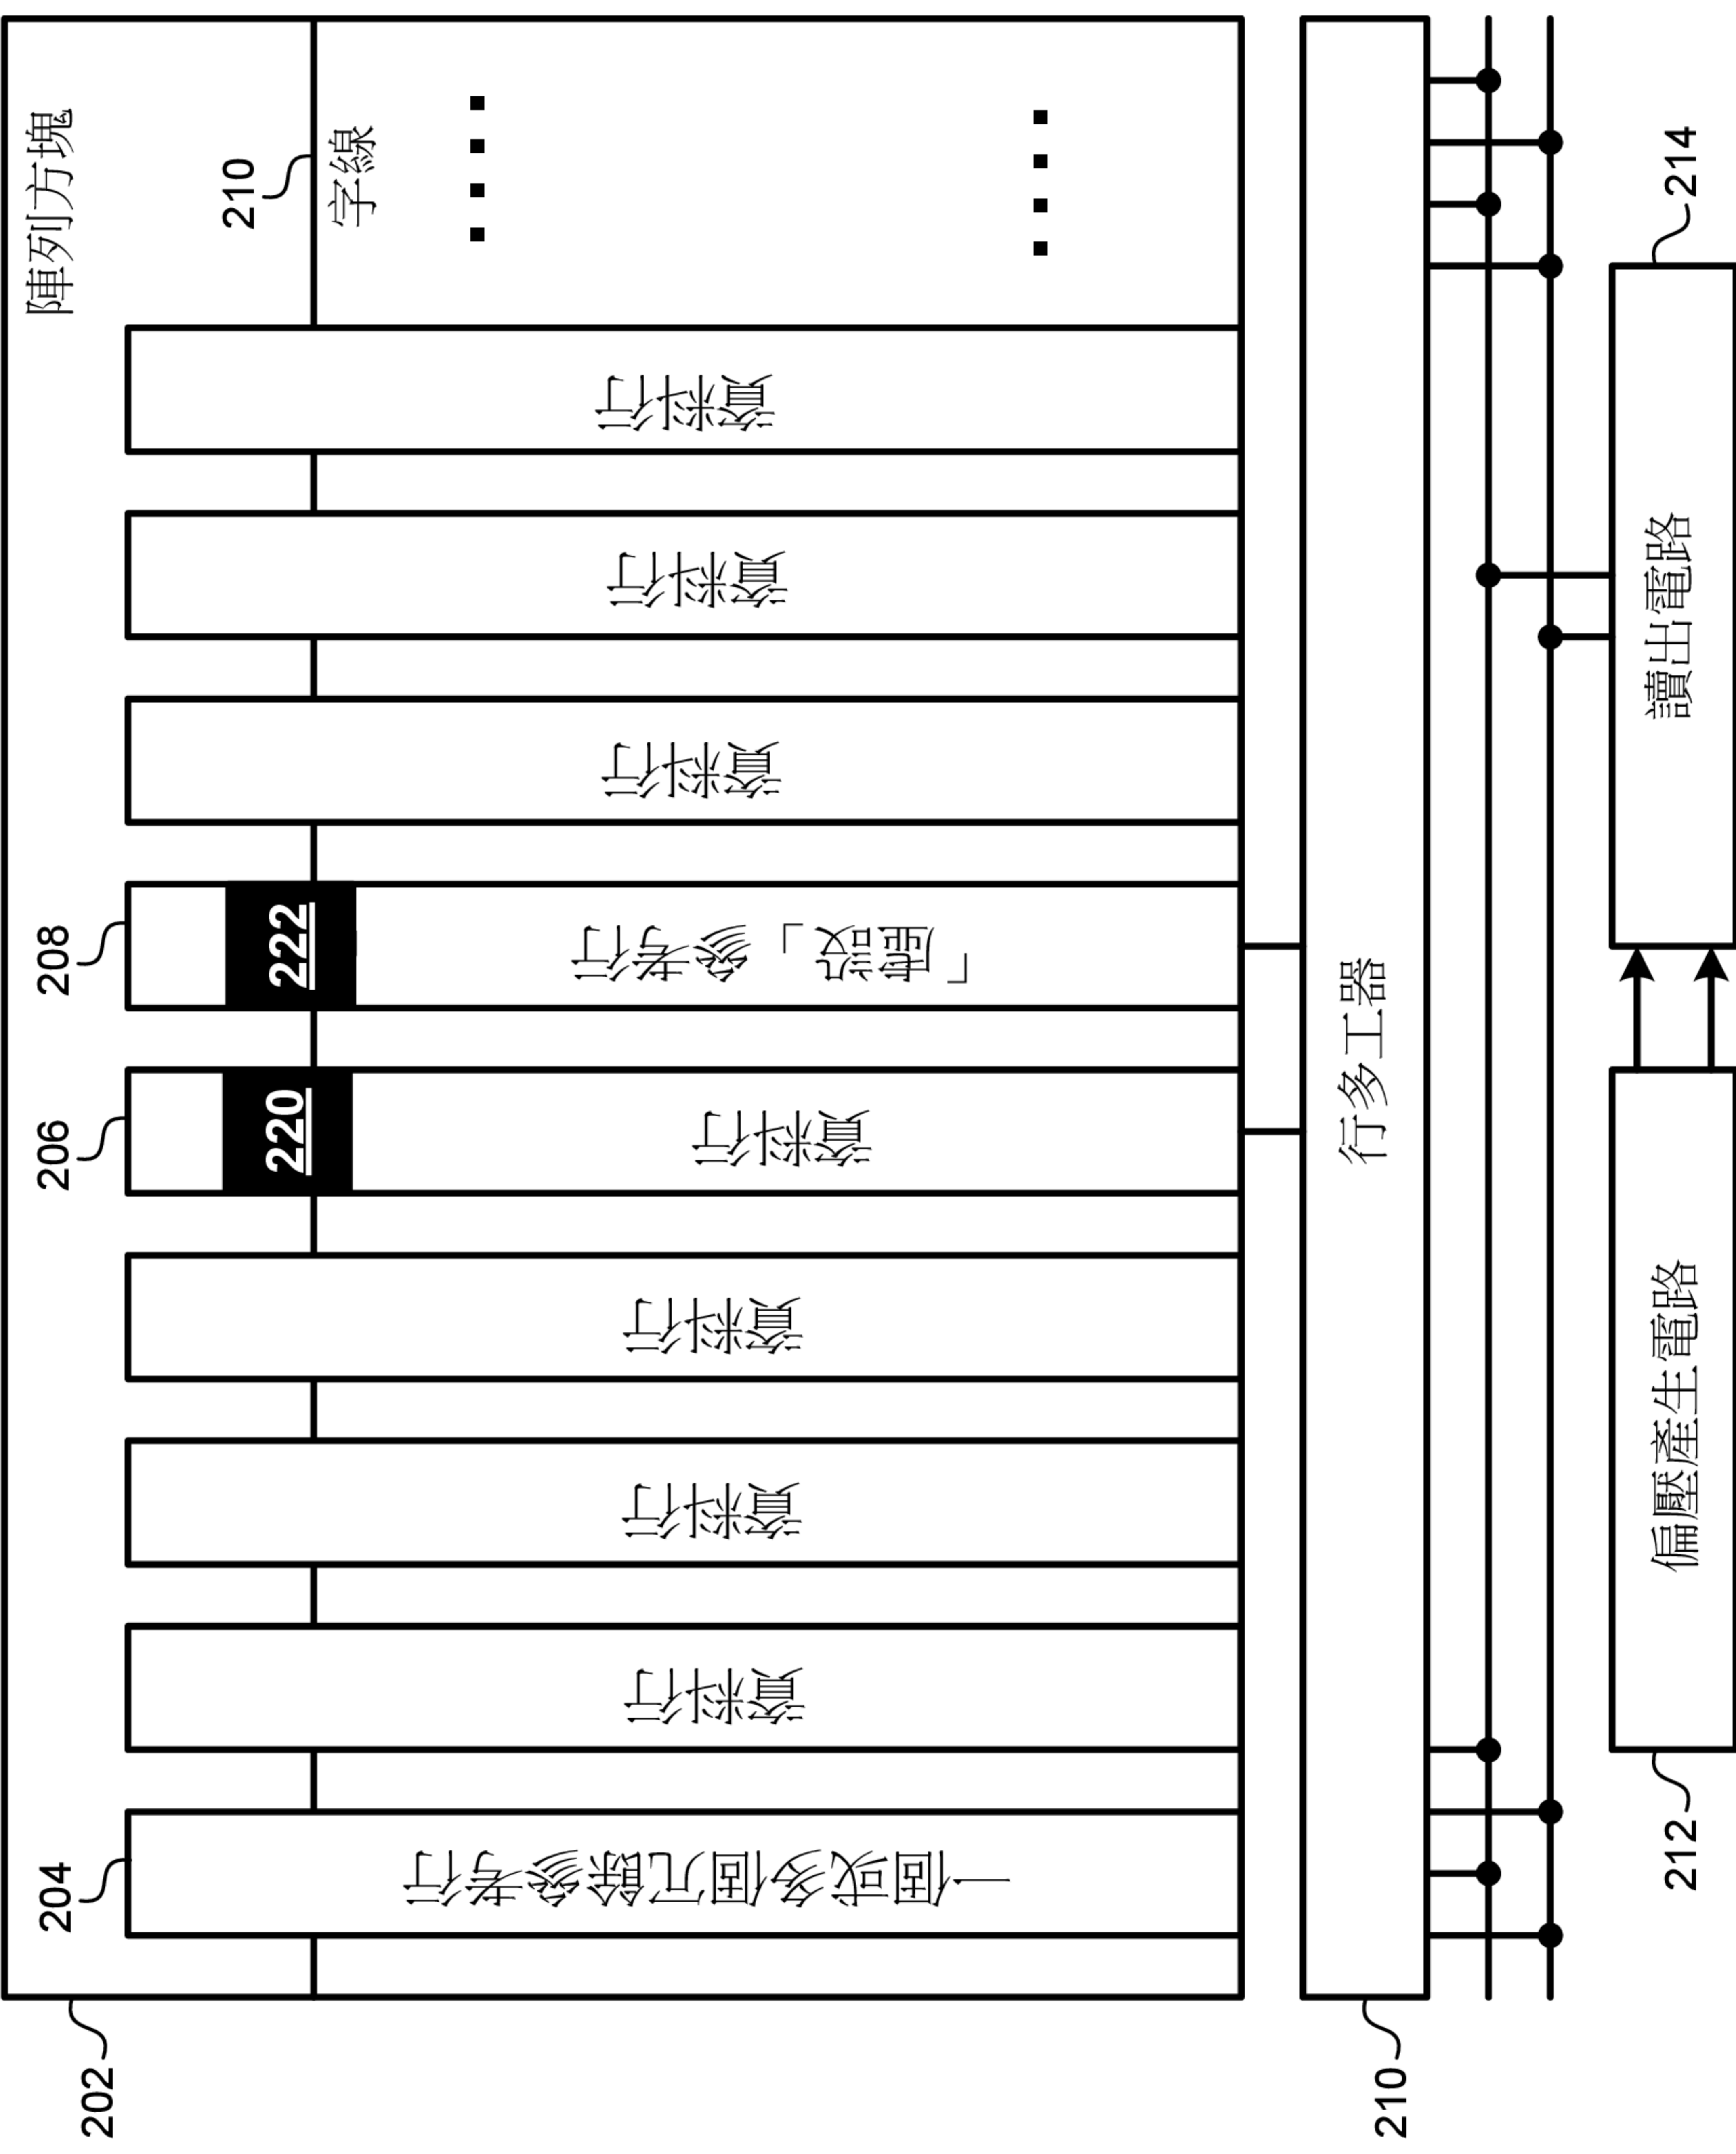 陣列方塊
202
204
206
208
210
字線
220
222
一個或多個几餘參考行
資料行
資料行
資料行
資料行
「虛設」參考行
資料行
資料行
資料行
210
行多工器
212
偏壓產生電路
讀出電路
214